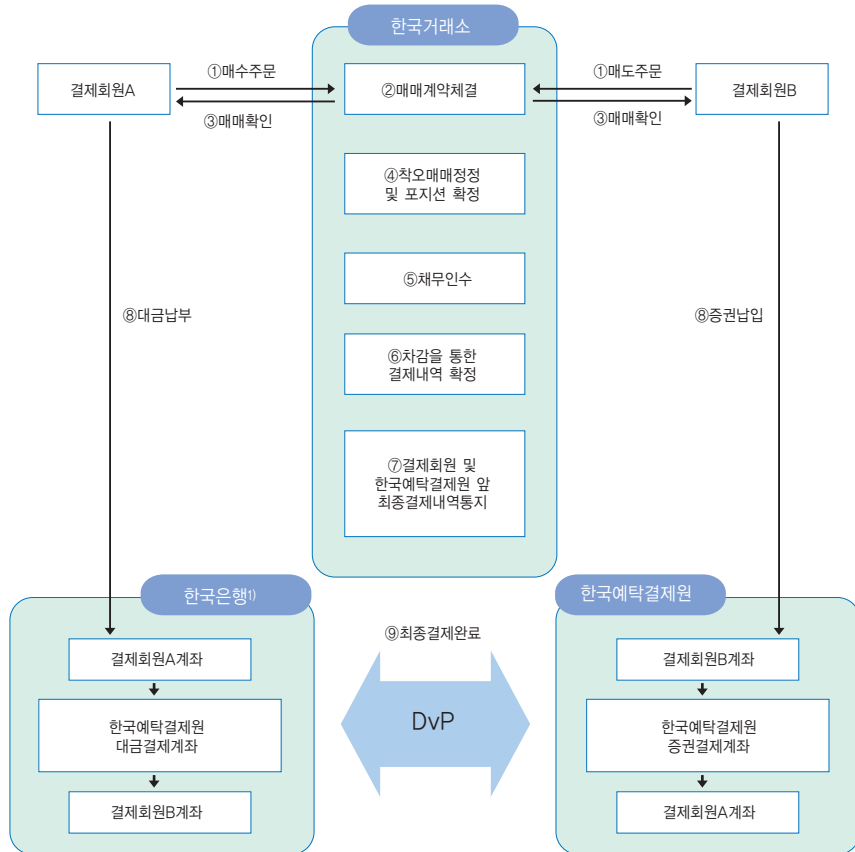 한국거래소
①매수주문
①매도주문
결제회원A
②매매계약체결
결제회원B
③매매확인
③매매확인
④착오매매정정
및 포지션 확정
⑤채무인수
⑧대금납부
⑧증권납입
⑥차감을 통한
결제내역 확정
⑦결제회원 및
한국예탁결제원 앞
최종결제내역통지
한국은행1)
한국예탁결제원
⑨최종결제완료
결제회원A계좌
결제회원B계좌
DvP
한국예탁결제원
대금결제계좌
한국예탁결제원
증권결제계좌
결제회원B계좌
결제회원A계좌